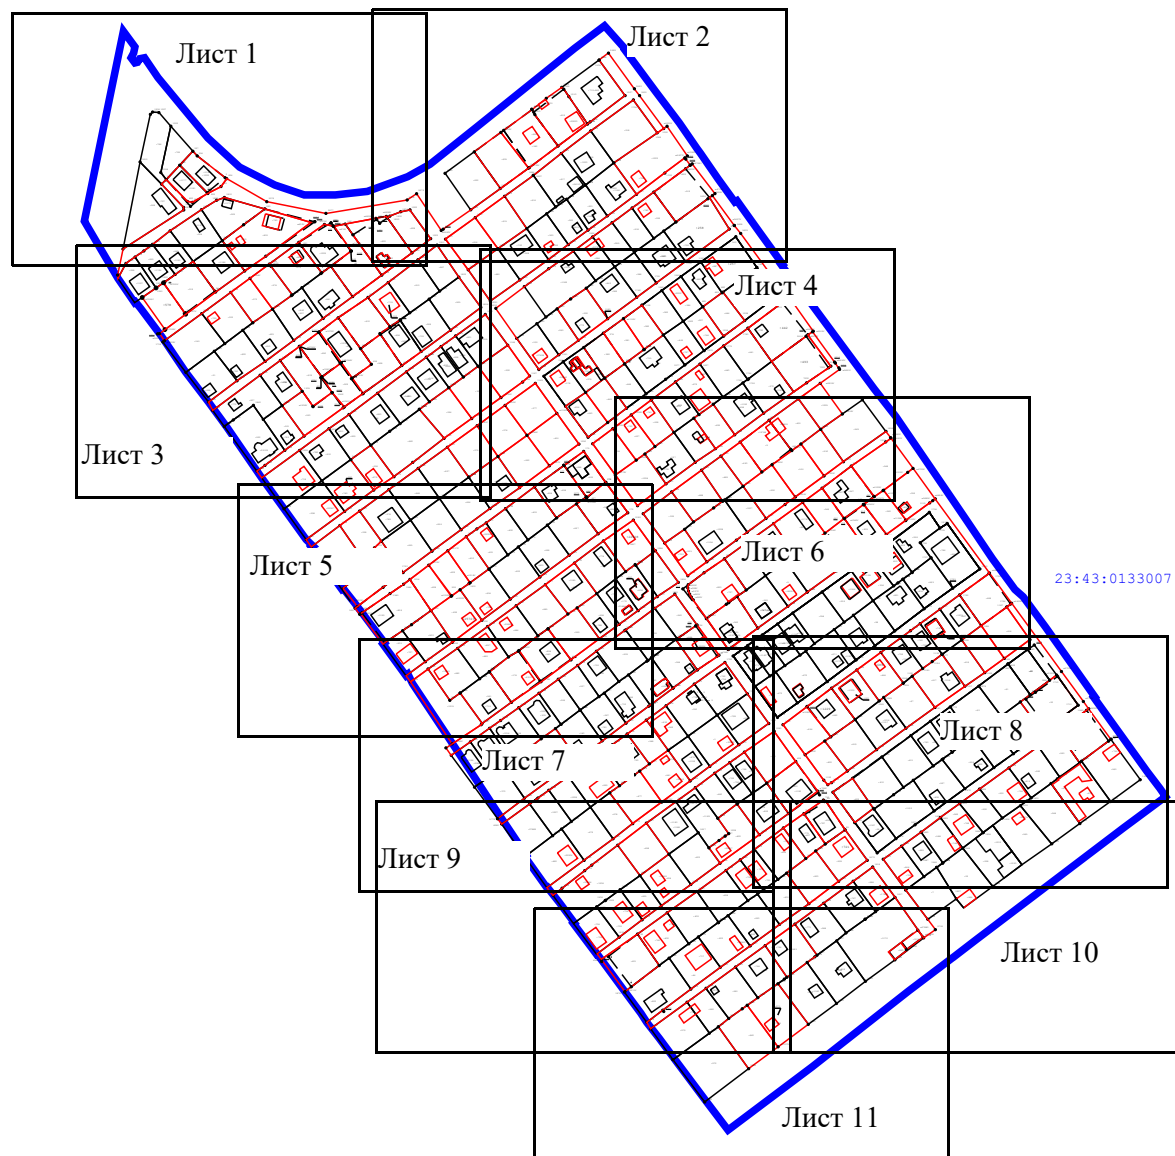 Лист 1
Лист 2
Лист 4
Лист 3
Лист 5
Лист 6
23:43:0133007
Лист 8
Лист 7
Лист 9
Лист 10
Лист 11